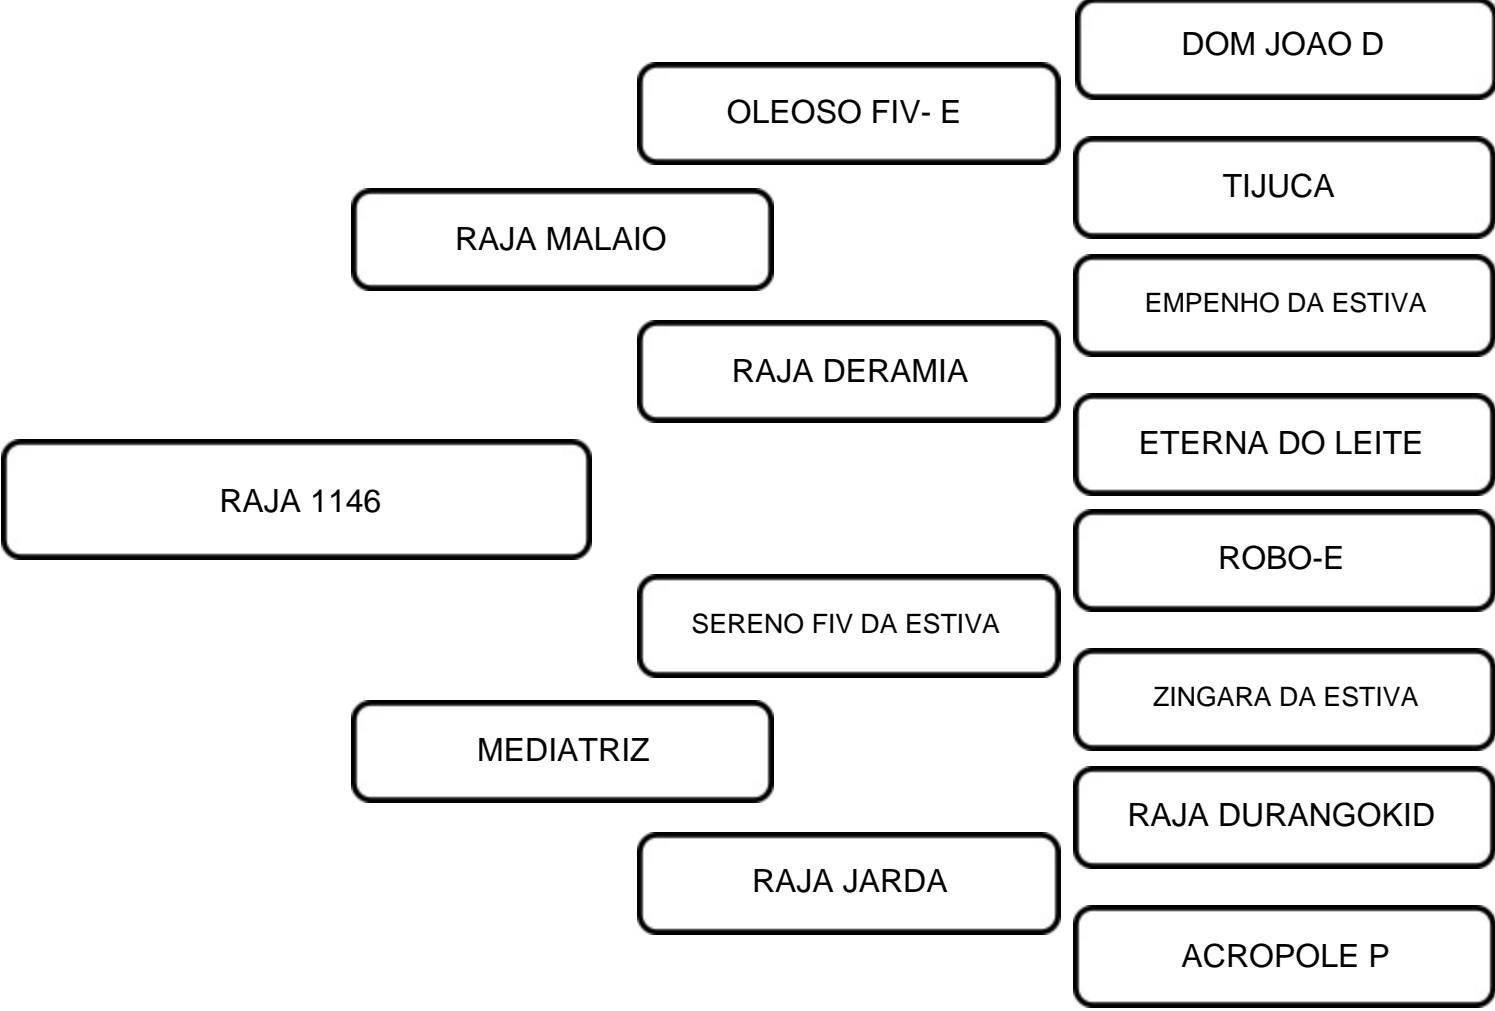 DOM JOAO D
OLEOSO FIV- E
TIJUCA
RAJA MALAIO
EMPENHO DA ESTIVA
RAJA DERAMIA
ETERNA DO LEITE
RAJA 1146
ROBO-E
SERENO FIV DA ESTIVA
ZINGARA DA ESTIVA
MEDIATRIZ
RAJA DURANGOKID
RAJA JARDA
ACROPOLE P